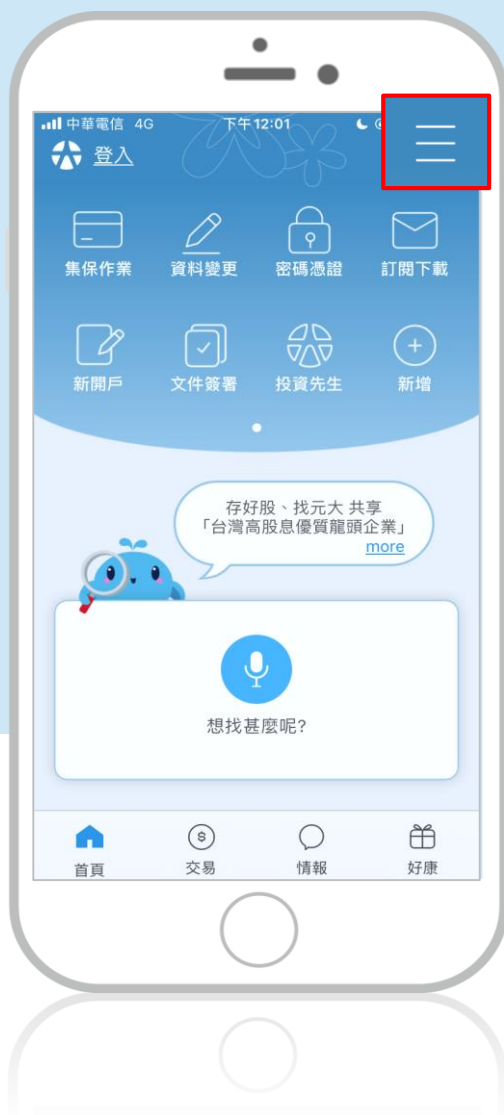 中華電信 4G 下午12:01
登入
集保作業 資料變更 密碼憑證 訂閱下載
新開戶 文件簽署 投資先生 新增
存好股、找元大 共享
「台灣高股息優質龍頭企業」
more
想找甚麼呢?
首頁 交易 情報 好康